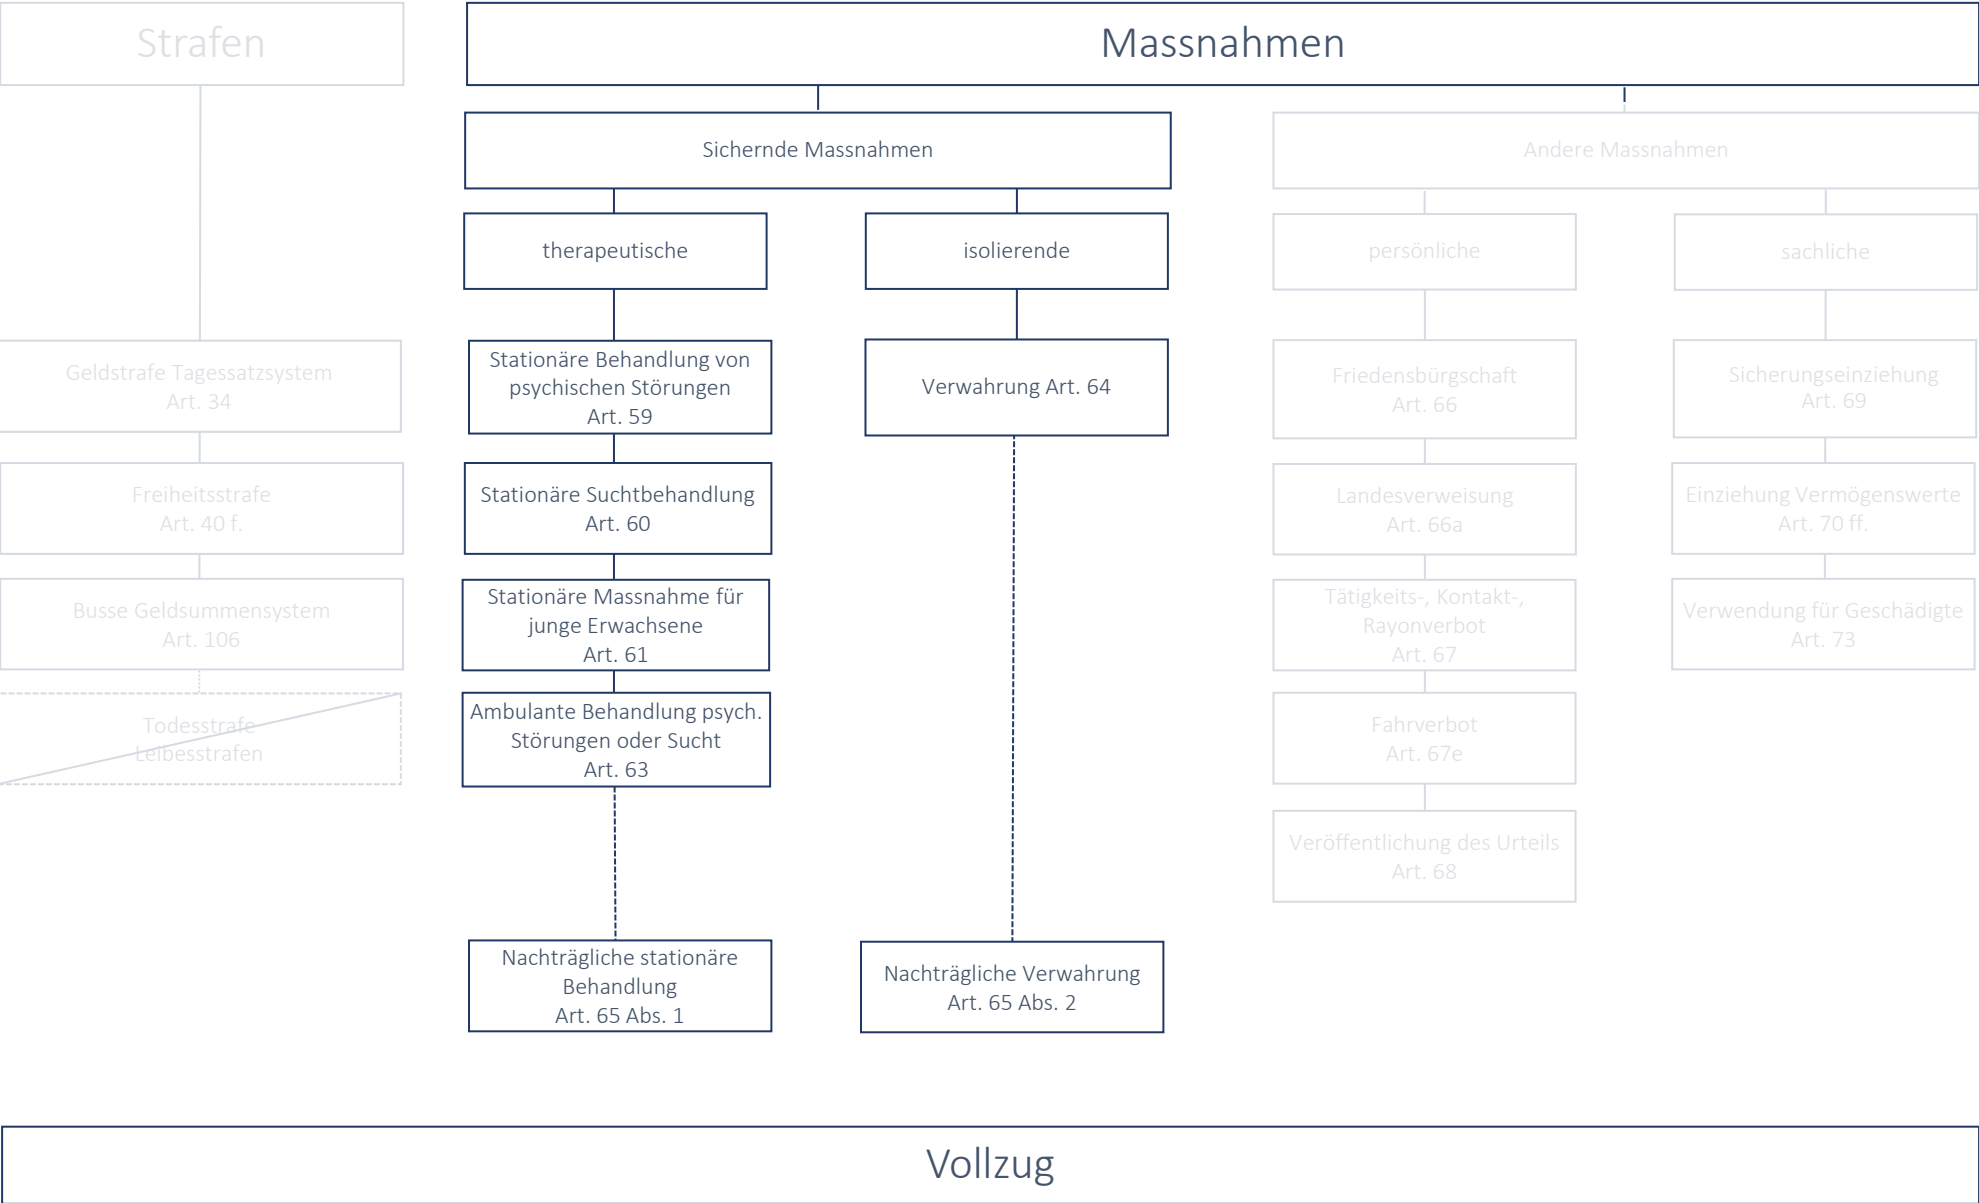 Strafen
Massnahmen
Sichernde Massnahmen
Andere Massnahmen
therapeutische
isolierende
persönliche
sachliche
Geldstrafe Tagessatzsystem
Art. 34
Freiheitsstrafe
Art. 40 f.
Busse Geldsummensystem
Art. 106
Todesstrafe
Leibesstrafen
Stationäre Behandlung von
psychischen Störungen
Art. 59
Stationäre Suchtbehandlung
Art. 60
Stationäre Massnahme für
junge Erwachsene
Art. 61
Ambulante Behandlung psych.
Störungen oder Sucht
Art. 63
Nachträgliche stationäre
Behandlung
Art. 65 Abs. 1
Verwahrung Art. 64
Nachträgliche Verwahrung
Art. 65 Abs. 2
Friedensbürgschaft
Art. 66
Landesverweisung
Art. 66a
Tätigkeits-, Kontakt-,
Rayonverbot
Art. 67
Fahrverbot
Art. 67e
Veröffentlichung des Urteils
Art. 68
Sicherungseinziehung
Art. 69
Einziehung Vermögenswerte
Art. 70 ff.
Verwendung für Geschädigte
Art. 73
Vollzug